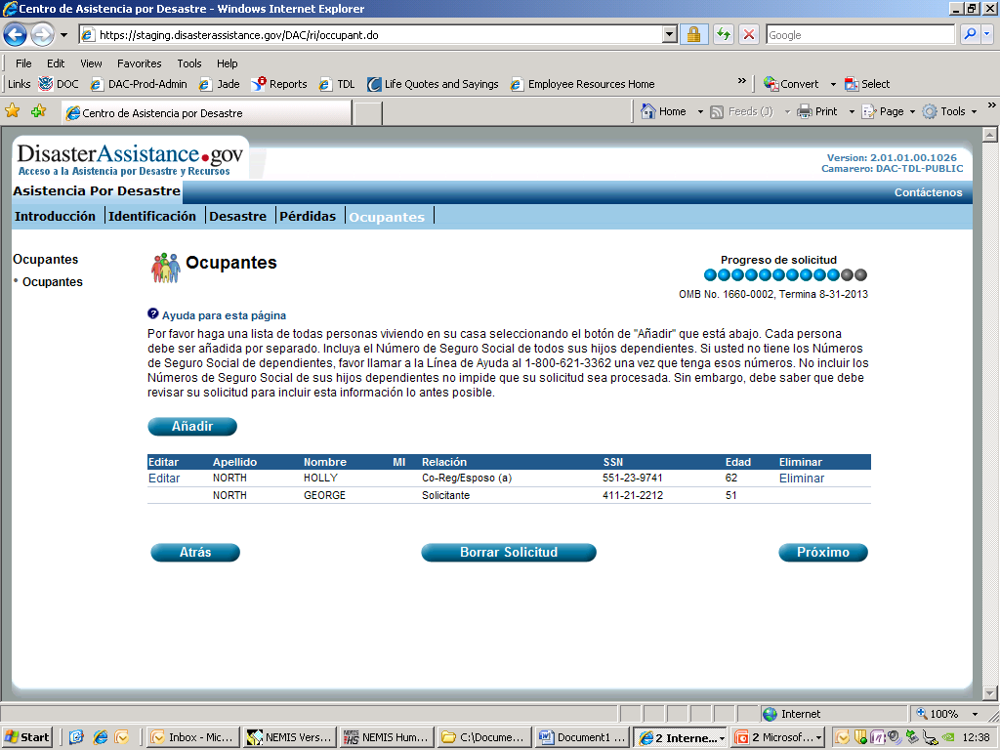 Centro de Asistencia por Desastre - Windows Internet Explorer
https://staging.disasterassistance.gov/DAC/ri/occupant.do
Google
File Edit View Favorites Tools Help
Links DOC DAC-Prod-Admin Jade Reports TDL Life Quotes and Sayings Employee Resources Home » Convert Select
Centro de Asistencia por Desastre
Home Feeds (J) Print Page Tools »
DisasterAssistance.gov
Acceso a la Asistencia por Desastre y Recursos
Version: 2.01.01.00.1026
Camarero: DAC-TDL-PUBLIC
Asistencia Por Desastre
Contáctenos
Introducción Identificación Desastre Pérdidas Ocupantes
Ocupantes
• Ocupantes
Ocupantes
Progreso de solicitud
OMB No. 1660-0002, Termina 8-31-2013
Ayuda para esta página
Por favor haga una lista de todas personas viviendo en su casa seleccionando el botón de "Añadir" que está abajo. Cada persona
debe ser añadida por separado. Incluya el Número de Seguro Social de todos sus hijos dependientes. Si usted no tiene los Números
de Seguro Social de dependientes, favor llamar a la Línea de Ayuda al 1-800-621-3362 una vez que tenga esos números. No incluir los
Números de Seguro Social de sus hijos dependientes no impide que su solicitud sea procesada. Sin embargo, debe saber que debe
revisar su solicitud para incluir esta información lo antes posible.
Añadir
Editar Apellido Nombre MI Relación SSN Edad Eliminar
Editar NORTH HOLLY Co-Reg/Esposo (a) 551-23-9741 62 Eliminar
NORTH GEORGE Solicitante 411-21-2212 51
Atrás Borrar Solicitud Próximo
Internet 100%
Start Inbox - Mic... NEMIS Vers... NEMIS Hum... C:\Docume... Document1 ... 2 Interne... 2 Microsof... 12:38